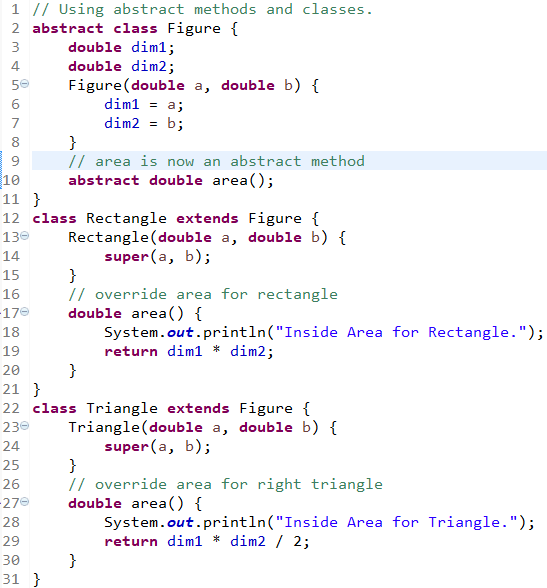 1 // Using abstract methods and classes.
2 abstract class Figure {
3     double dim1;
4     double dim2;
5     Figure(double a, double b) {
6         dim1 = a;
7         dim2 = b;
8     }
9     // area is now an abstract method
10     abstract double area();
11 }
12 class Rectangle extends Figure {
13     Rectangle(double a, double b) {
14         super(a, b);
15     }
16     // override area for rectangle
17     double area() {
18         System.out.println("Inside Area for Rectangle.");
19         return dim1 * dim2;
20     }
21 }
22 class Triangle extends Figure {
23     Triangle(double a, double b) {
24         super(a, b);
25     }
26     // override area for right triangle
27     double area() {
28         System.out.println("Inside Area for Triangle.");
29         return dim1 * dim2 / 2;
30     }
31 }